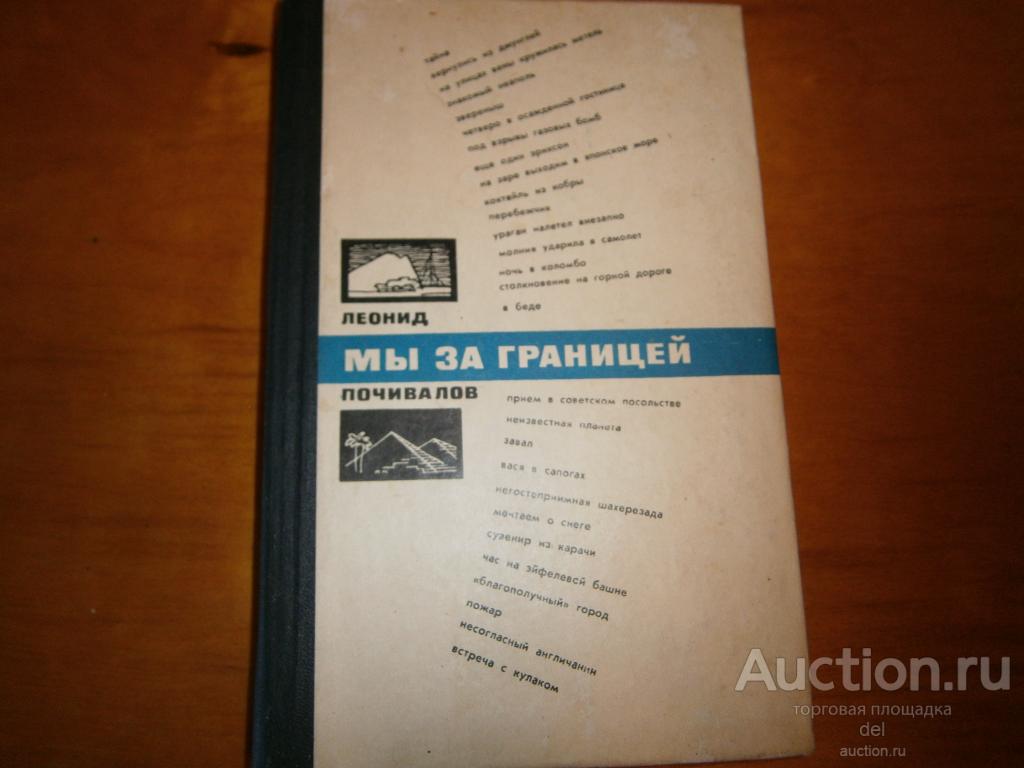 тайна
вернулись из джунглей
на улицах вены кружилась метель
знакомый неаполь
звереныш
четверо в осажденной гостинице
под взрывы газовых бомб
еще один эриксон
на заре выходим в японское море
коктейль из кобры
перебежчик
ураган налетел внезапно
молния ударила в самолет
ночь в коломбо
столкновение на горной дороге
в беде
ЛЕОНИД
МЫ ЗА ГРАНИЦЕЙ
ПОЧИВАЛОВ
прием в советском посольстве
неизвестная планета
завал
вася в сапогах
негостеприимная шахерезада
мечтаем о снеге
сувенир из карачи
час на эйфелевой башне
«благополучный» город
пожар
несогласный англичанин
встреча с кулаком
Auction.ru
торговая площадка
del
auction.ru